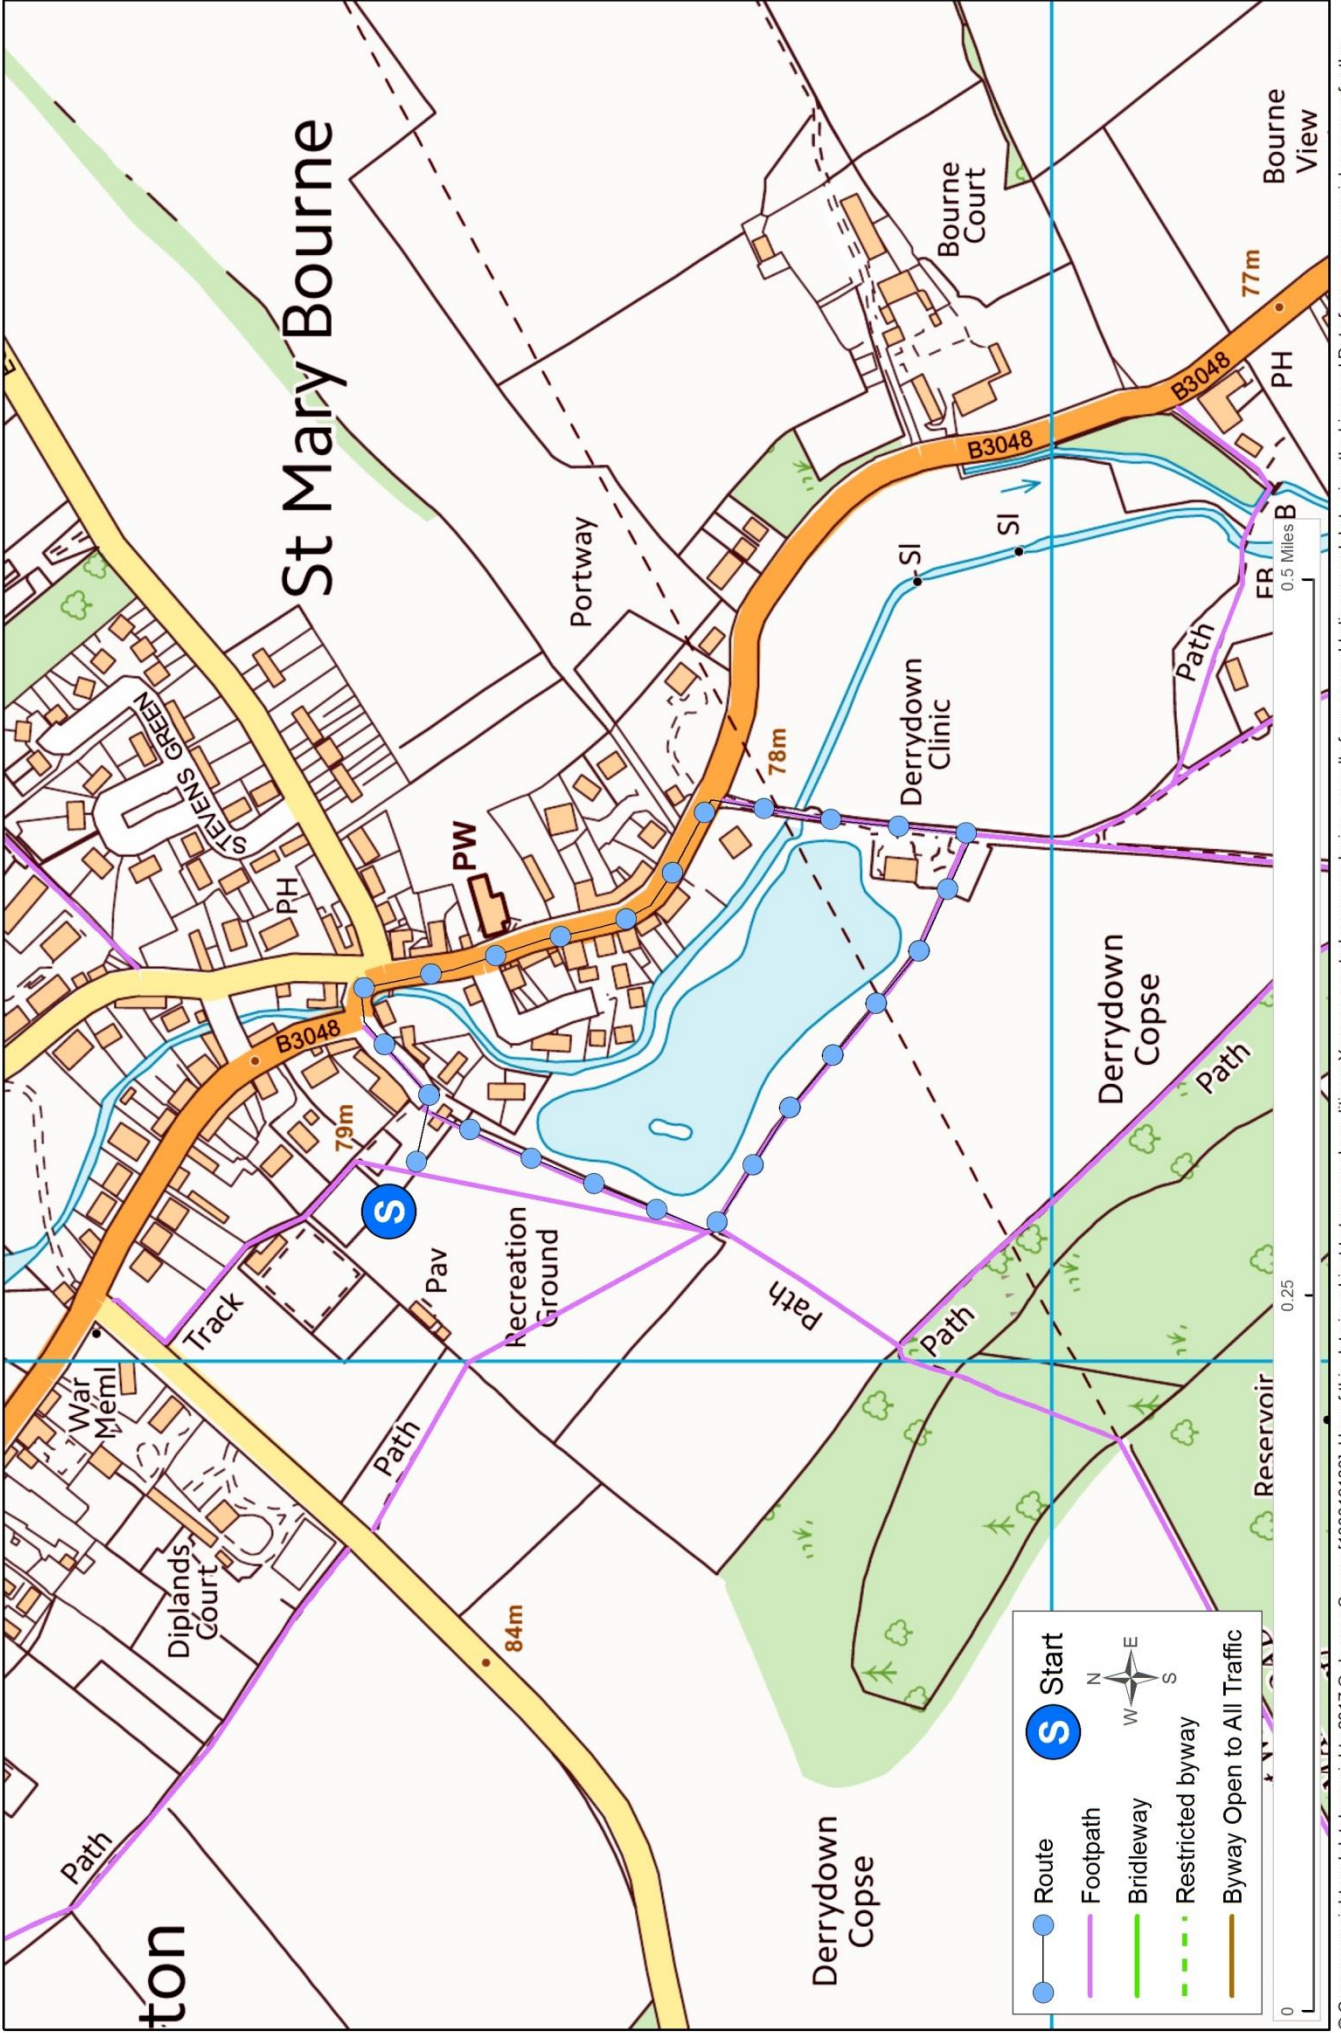 St Mary Bourne
ton
STEVENS GREEN
PH
PW
B3048
79m
Portway
78m
Derrydown
Clinic
Bourne
Court
Bourne
View
77m
PH
B3048
B3048
SI
SI
Path
FB
Derrydown
Copse
Path
Path
Path
Recreation
Ground
Pav
Track
War
Meml
Path
Diplands
Court
84m
Path
Reservoir
Derrydown
Copse
S
S Start
Route
Footpath
Bridleway
Restricted byway
Byway Open to All Traffic
N
E
S
W
0
0.25
0.5 Miles